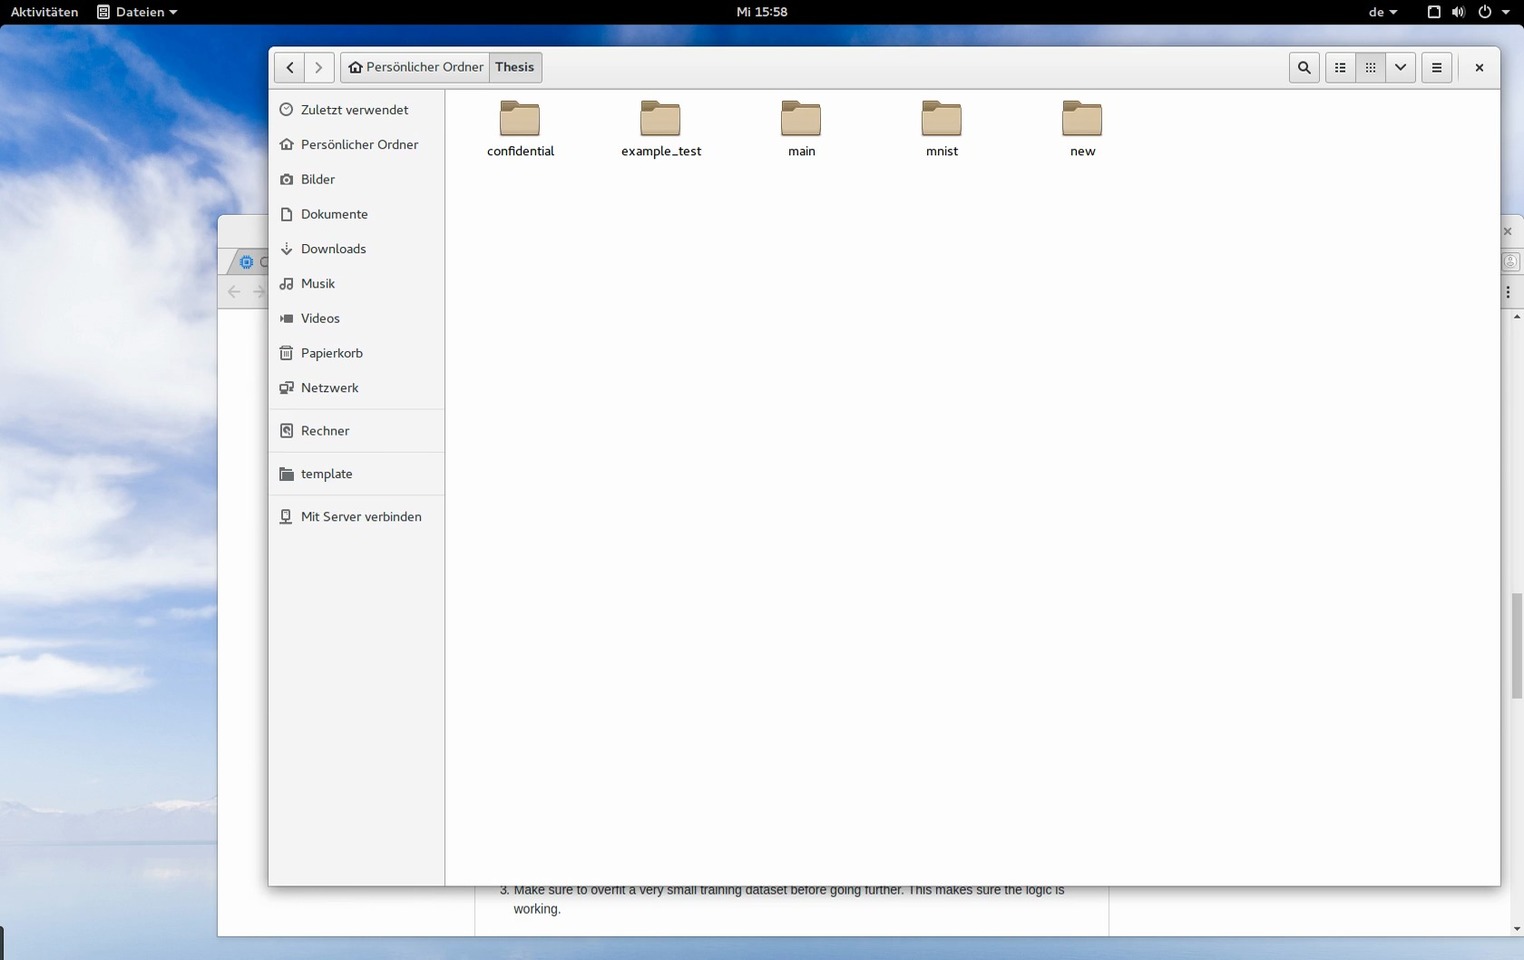 Aktivitäten Dateien Mi 15:58 de
Persönlicher Ordner Thesis
Zuletzt verwendet
Persönlicher Ordner
Bilder
Dokumente
Downloads
Musik
Videos
Papierkorb
Netzwerk
Rechner
template
Mit Server verbinden
confidential example_test main mnist new
3. Make sure to overfit a very small training dataset before going further. This makes sure the logic is
working.